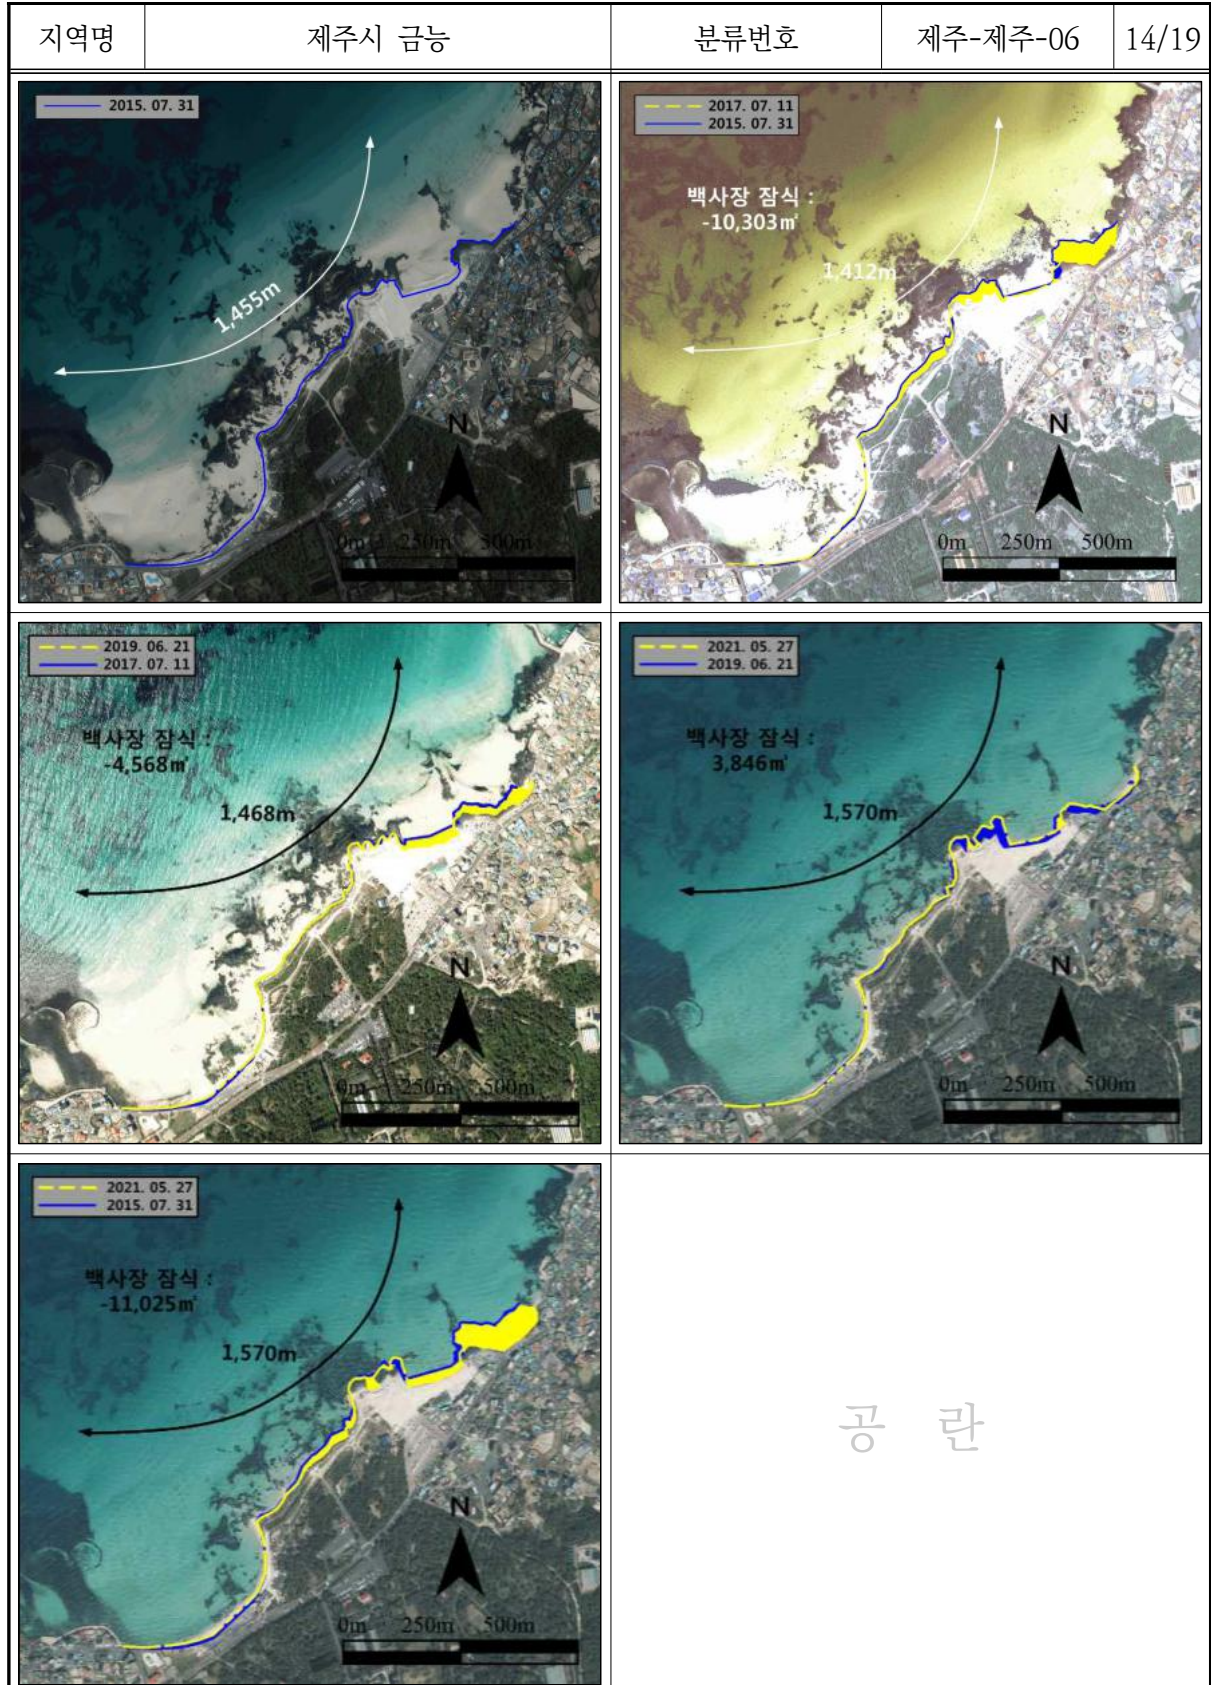 지역명 제주시 금능 분류번호 제주-제주-06 14/19
2015. 07. 31
1,455m
N
0m 250m 500m
2017. 07. 11
2015. 07. 31
백사장 잠식 :
-10,303㎡
1,412m
N
0m 250m 500m
2019. 06. 21
2017. 07. 11
백사장 잠식 :
-4,568㎡
1,468m
N
0m 250m 500m
2021. 05. 27
2019. 06. 21
백사장 잠식 :
3,846㎡
1,570m
N
0m 250m 500m
2021. 05. 27
2015. 07. 31
백사장 잠식 :
-11,025㎡
1,570m
N
0m 250m 500m
공 란